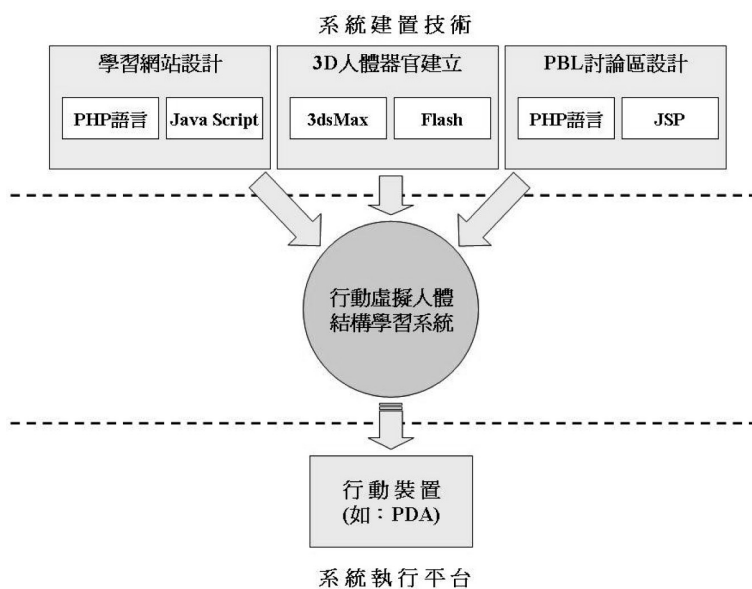 系統建置技術
學習網站設計
PHP語言
Java Script
3D人體器官建立
3dsMax
Flash
PBL討論區設計
PHP語言
JSP
行動虛擬人體
結構學習系統
行動裝置
(如：PDA)
系統執行平台